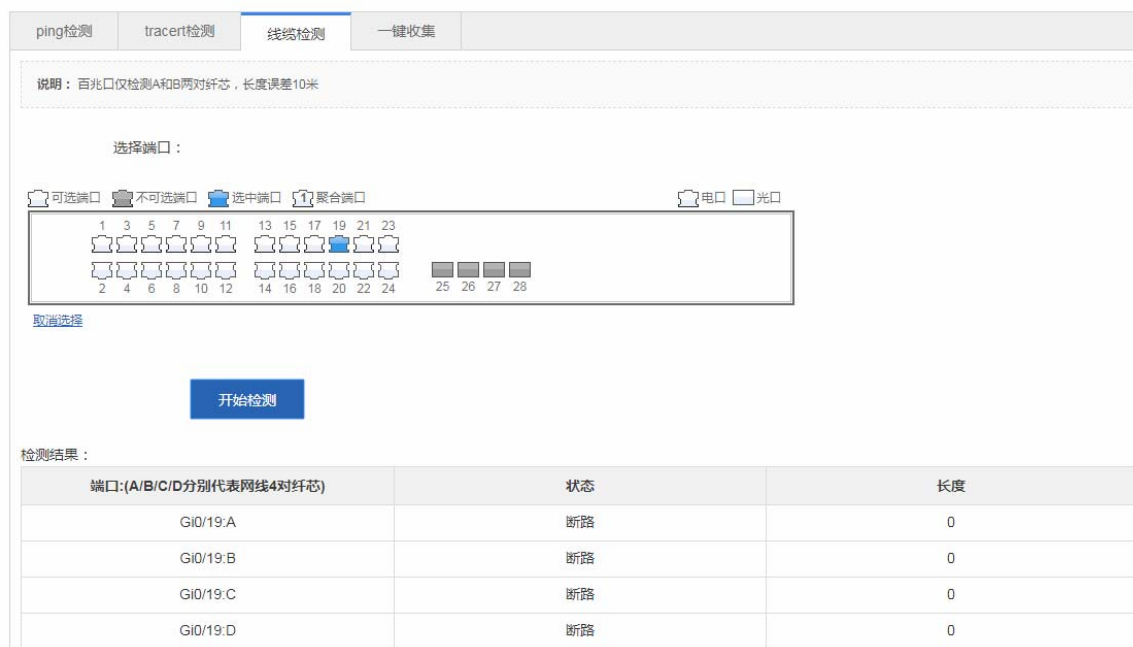 ping检测 tracert检测 线缆检测 一键收集
说明：百兆口仅检测A和B两对纤芯，长度误差10米
选择端口：
可选端口 不可选端口 选中端口 1 聚合端口 电口 光口
1 3 5 7 9 11 13 15 17 19 21 23
2 4 6 8 10 12 14 16 18 20 22 24 25 26 27 28
取消选择
开始检测
检测结果：
端口:(A/B/C/D分别代表网线4对纤芯) 状态 长度
Gi0/19:A 断路 0
Gi0/19:B 断路 0
Gi0/19:C 断路 0
Gi0/19:D 断路 0